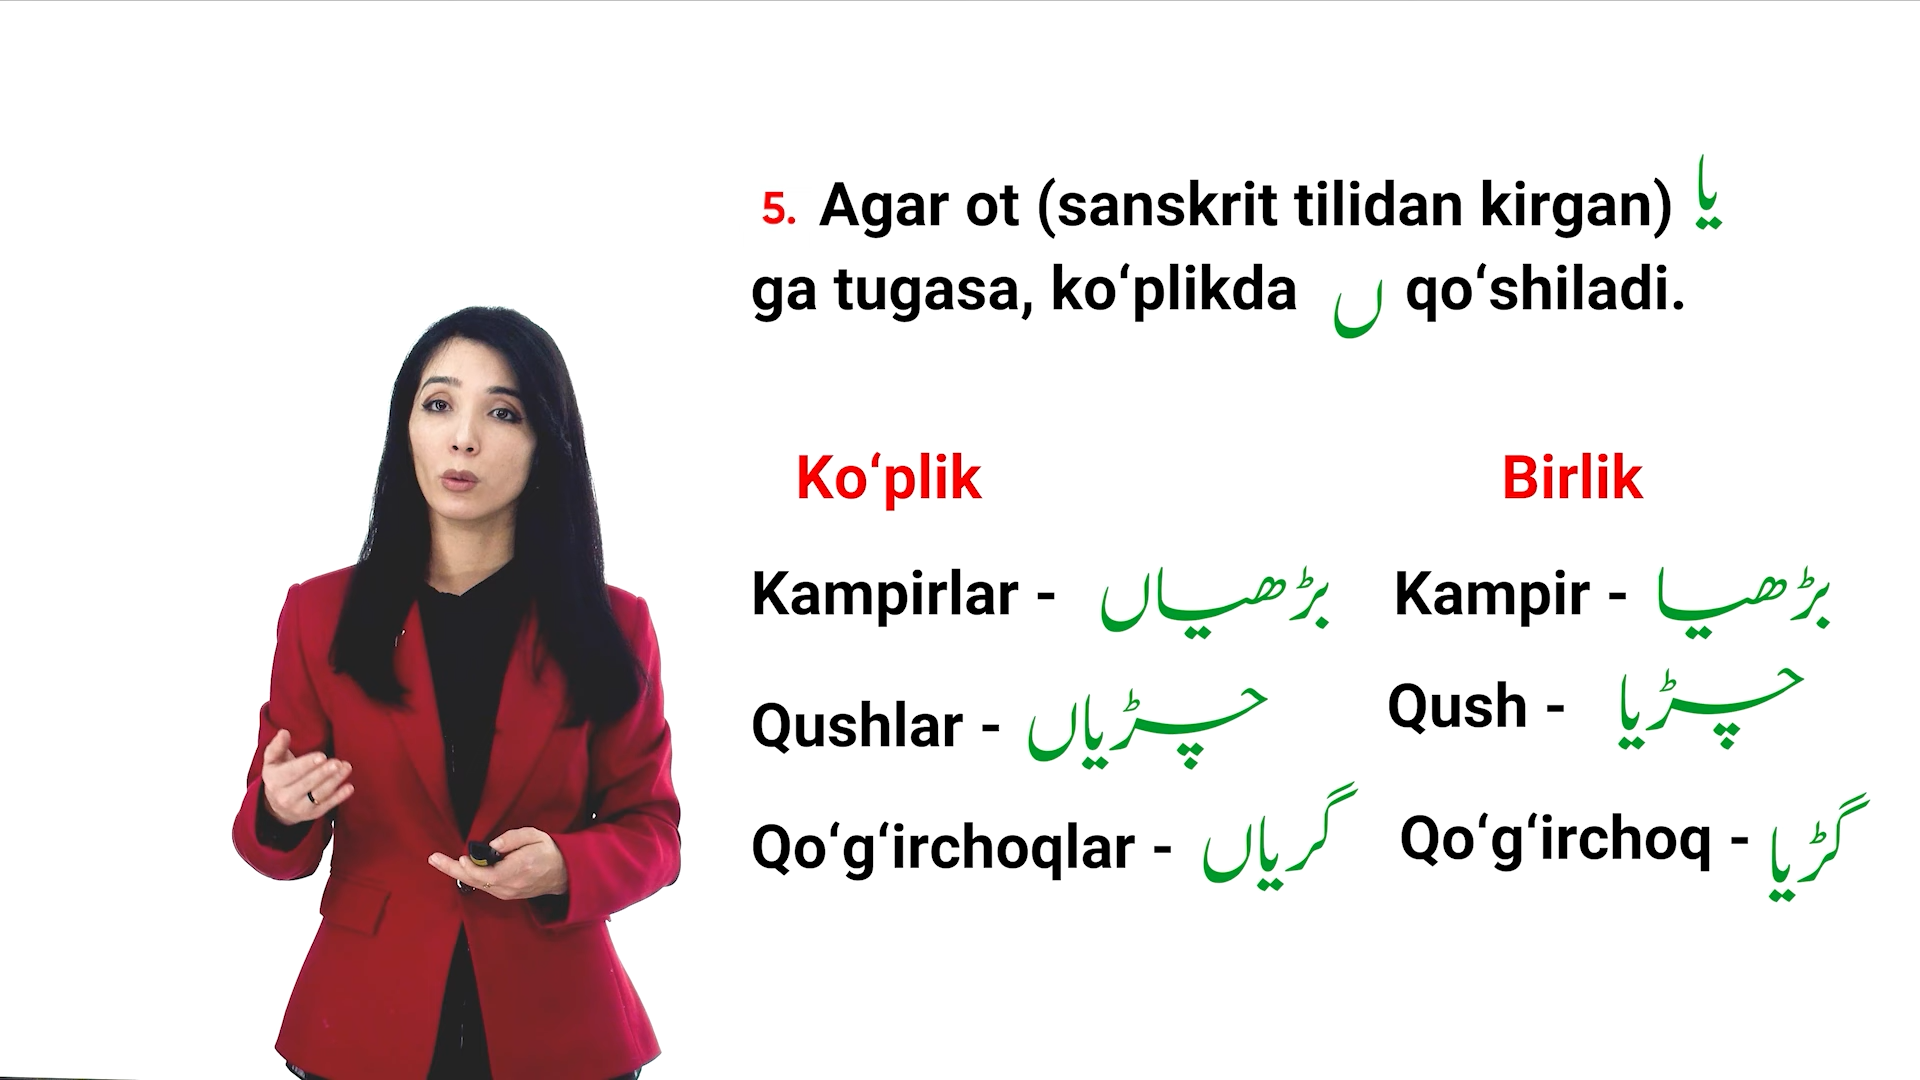 5. Agar ot (sanskrit tilidan kirgan) یا
ga tugasa, ko‘plikda ں qo‘shiladi.
Ko‘plik Birlik
Kampirlar - بڑھیاں Kampir - بڑھیا
Qushlar - چڑیاں Qush - چڑیا
Qo‘g‘irchoqlar - گریاں Qo‘g‘irchoq - گڑیا